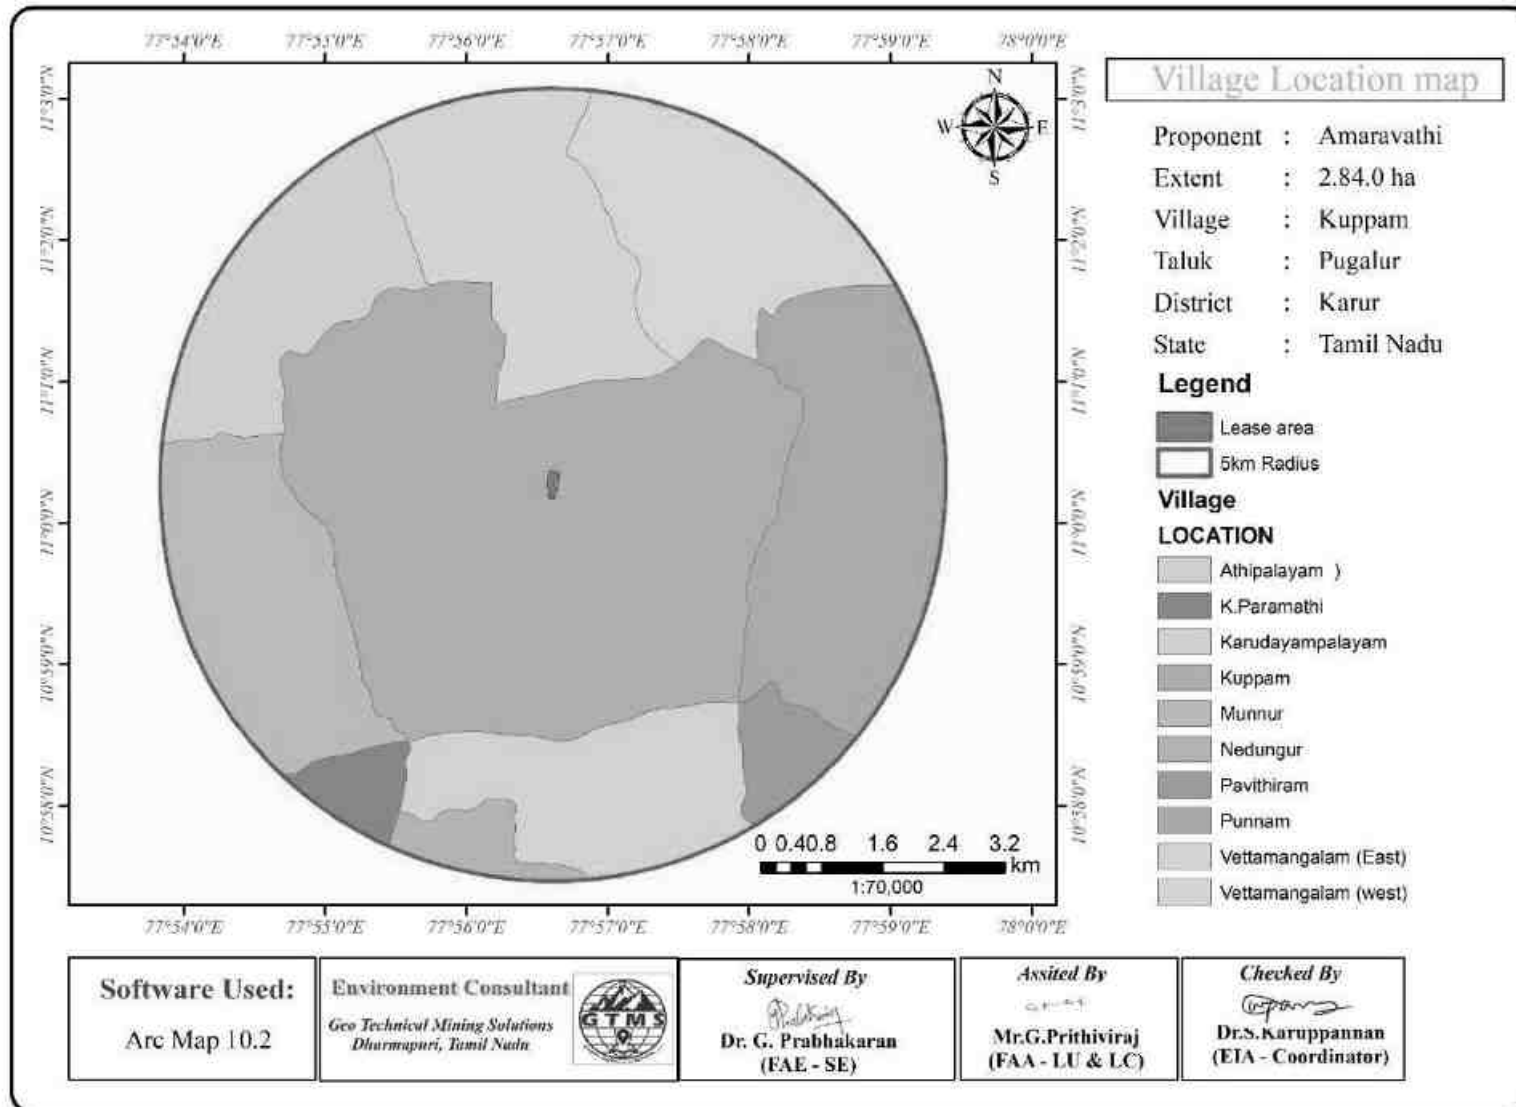 77°54'0"E 77°55'0"E 77°56'0"E 77°57'0"E 77°58'0"E 77°59'0"E 78°0'0"E
11°3'0"N
11°2'0"N
11°1'0"N
11°0'0"N
10°59'0"N
10°58'0"N
N
W E
S
11°3'0"N
11°2'0"N
11°1'0"N
11°0'0"N
10°59'0"N
10°58'0"N
0 0.40.8 1.6 2.4 3.2
km
1:70,000
77°54'0"E 77°55'0"E 77°56'0"E 77°57'0"E 77°58'0"E 77°59'0"E 78°0'0"E
Village Location map
Proponent : Amaravathi
Extent : 2.84.0 ha
Village : Kuppam
Taluk : Pugalur
District : Karur
State : Tamil Nadu
Legend
Lease area
5km Radius
Village
LOCATION
Athipalayam )
K.Paramathi
Karudayampalayam
Kuppam
Munnur
Nedungur
Pavithiram
Punnam
Vettamangalam (East)
Vettamangalam (west)
Software Used:
Arc Map 10.2
Environment Consultant
Geo Technical Mining Solutions
Dharmapuri, Tamil Nadu
GTMS
Supervised By
Dr. G. Prabhakaran
(FAE - SE)
Assited By
Mr.G.Prithiviraj
(FAA - LU & LC)
Checked By
Dr.S.Karuppannan
(EIA - Coordinator)